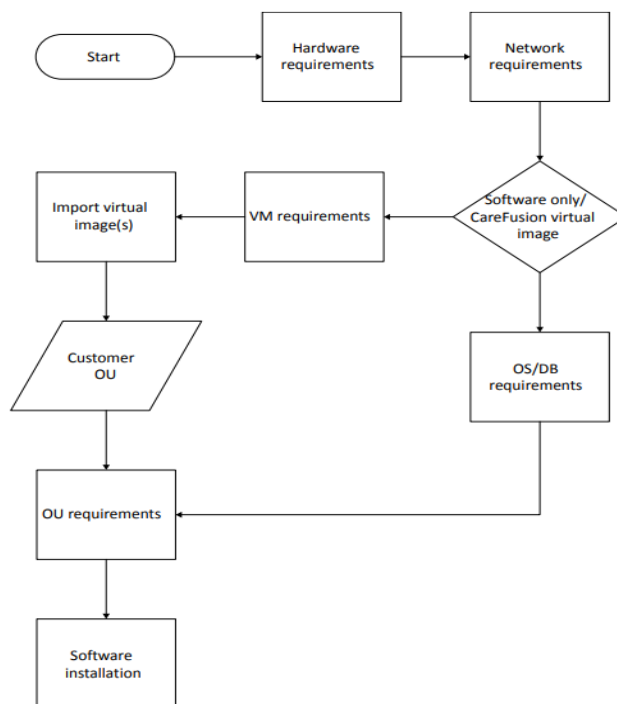 Start
Hardware
requirements
Network
requirements
Software only/
CareFusion virtual
image
VM requirements
Import virtual
image(s)
Customer
OU
OS/DB
requirements
OU requirements
Software
installation